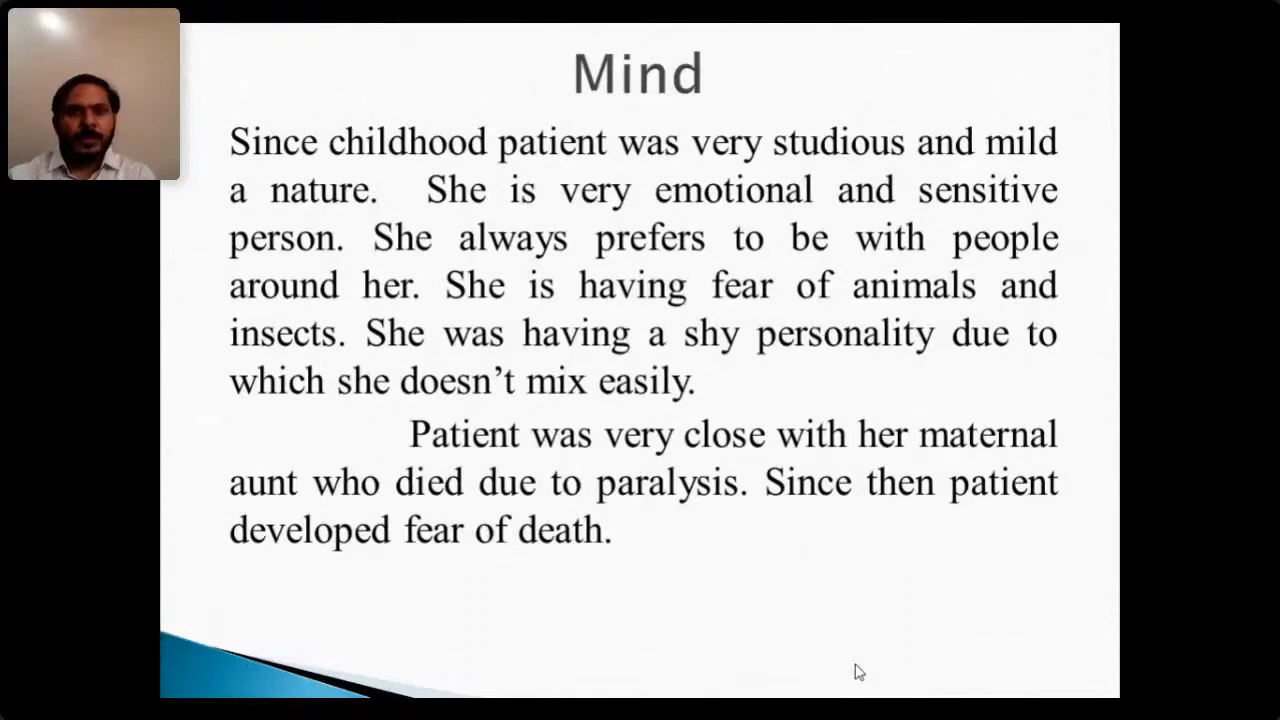 Mind
Since childhood patient was very studious and mild
a nature. She is very emotional and sensitive
person. She always prefers to be with people
around her. She is having fear of animals and
insects. She was having a shy personality due to
which she doesn’t mix easily.
Patient was very close with her maternal
aunt who died due to paralysis. Since then patient
developed fear of death.